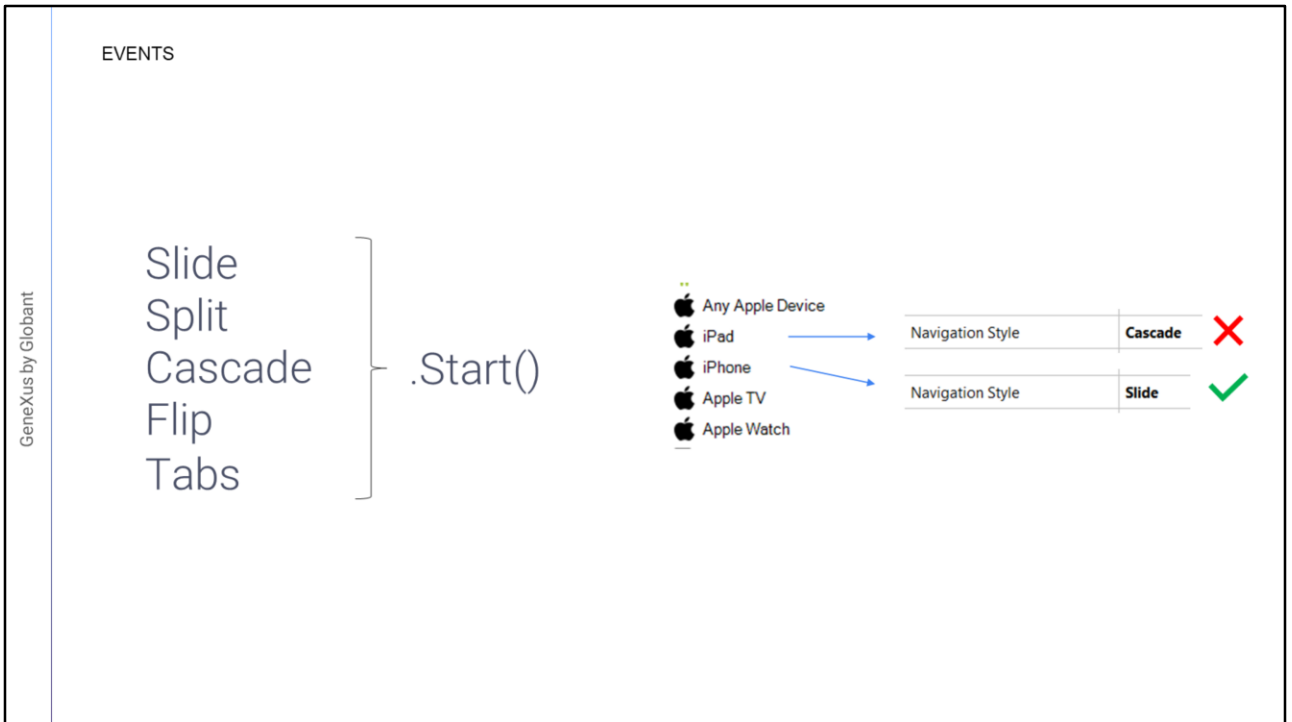 EVENTS
GeneXus by Globant
Slide
Split
Cascade
Flip
Tabs
.Start()
Any Apple Device
iPad
iPhone
Apple TV
Apple Watch
Navigation Style Cascade
Navigation Style Slide